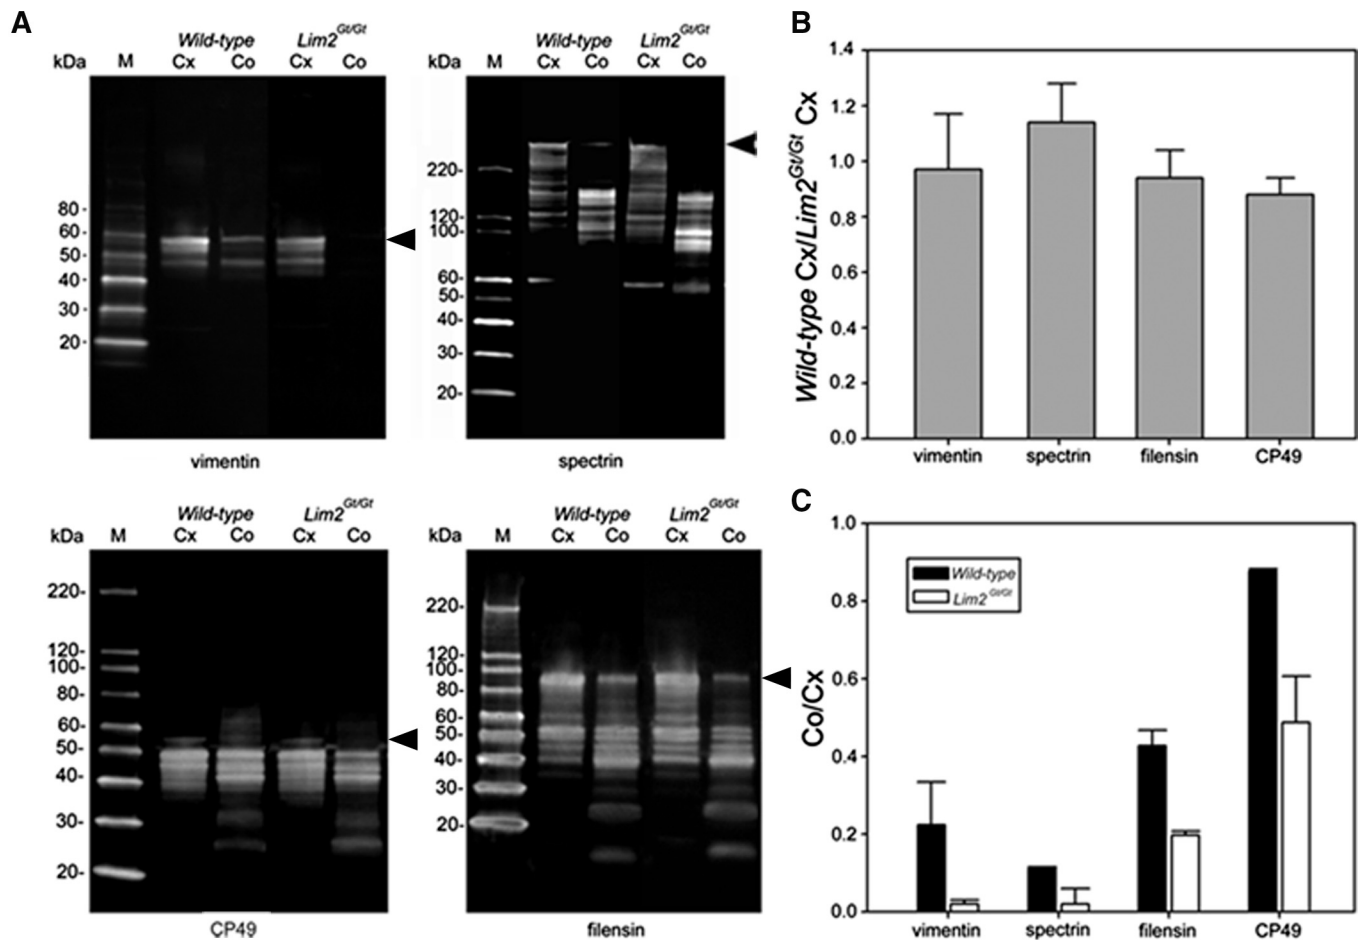 A
Wild-type Lim2Gt/Gt
kDa M Cx Co Cx Co
80-
60-
50-
40-
30-
20-
vimentin
Wild-type Lim2Gt/Gt
kDa M Cx Co Cx Co
220-
120-
100-
60-
50-
40-
30-
20-
spectrin
B
Wild-type Cx/Lim2Gt/Gt Cx
1.4
1.2
1.0
0.8
0.6
0.4
0.2
0.0
vimentin spectrin filensin CP49
Wild-type Lim2Gt/Gt
kDa M Cx Co Cx Co
220-
120-
100-
80-
60-
50-
40-
30-
20-
CP49
Wild-type Lim2Gt/Gt
kDa M Cx Co Cx Co
220-
120-
100-
80-
60-
50-
40-
30-
20-
filensin
C
Co/Cx
1.0
0.8
0.6
0.4
0.2
0.0
Wild-type
Lim2 Gt/Gt
vimentin spectrin filensin CP49